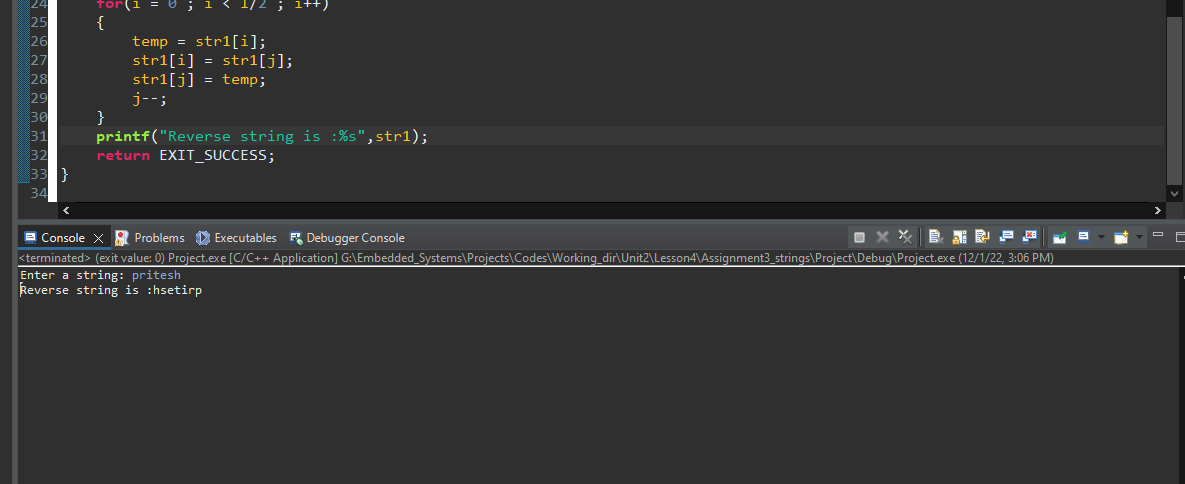 24 for(i = 0 ; i < l/2 ; i++)
25 {
26 temp = str1[i];
27 str1[i] = str1[j];
28 str1[j] = temp;
29 j--;
30 }
31 printf("Reverse string is :%s",str1);
32 return EXIT_SUCCESS;
33 }
34
Console Problems Executables Debugger Console
<terminated> (exit value: 0) Project.exe [C/C++ Application] G:\Embedded_Systems\Projects\Codes\Working_dir\Unit2\Lesson4\Assignment3_strings\Project\Debug\Project.exe (12/1/22, 3:06 PM)
Enter a string: pritesh
Reverse string is :hsetirp